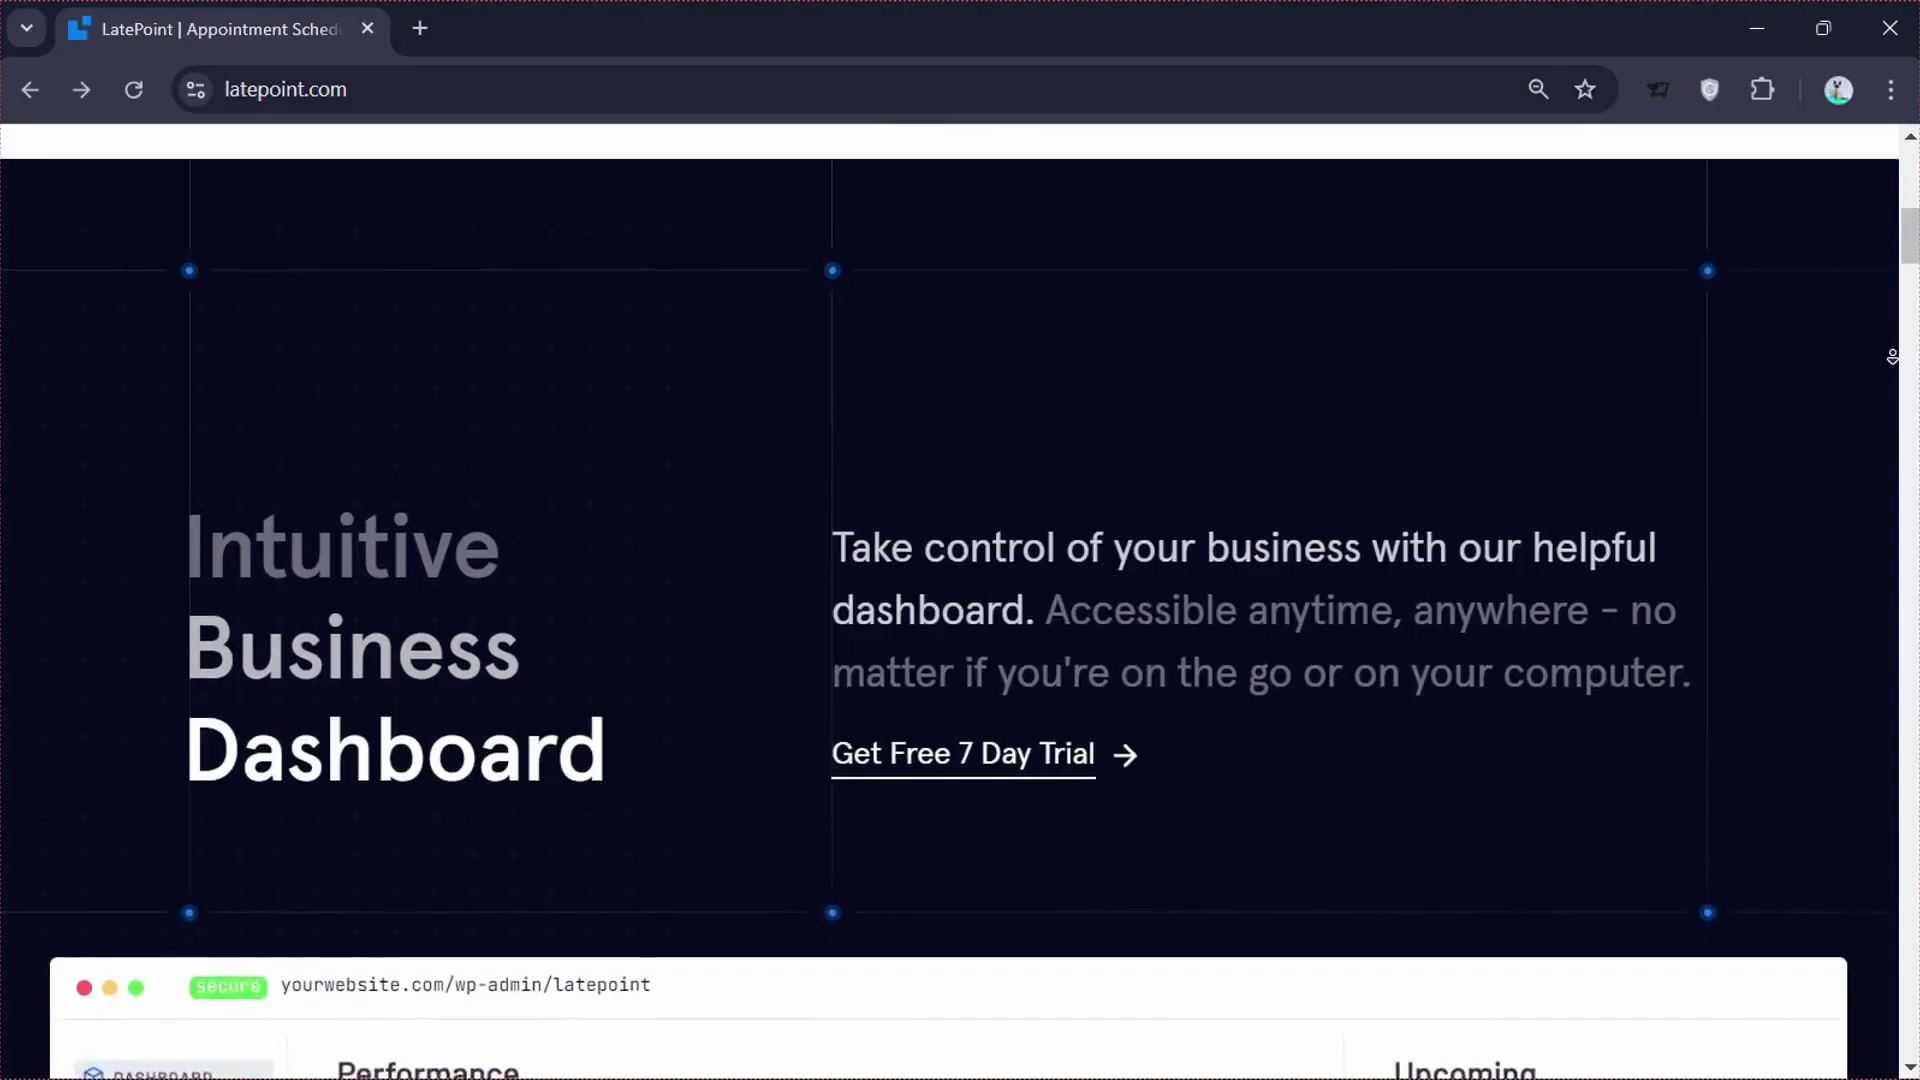 LatePoint | Appointment Sched
latepoint.com
Intuitive
Business
Dashboard
Take control of your business with our helpful
dashboard. Accessible anytime, anywhere - no
matter if you're on the go or on your computer.
Get Free 7 Day Trial
secure yourwebsite.com/wp-admin/latepoint
DASHBOARD
Performance
Upcoming